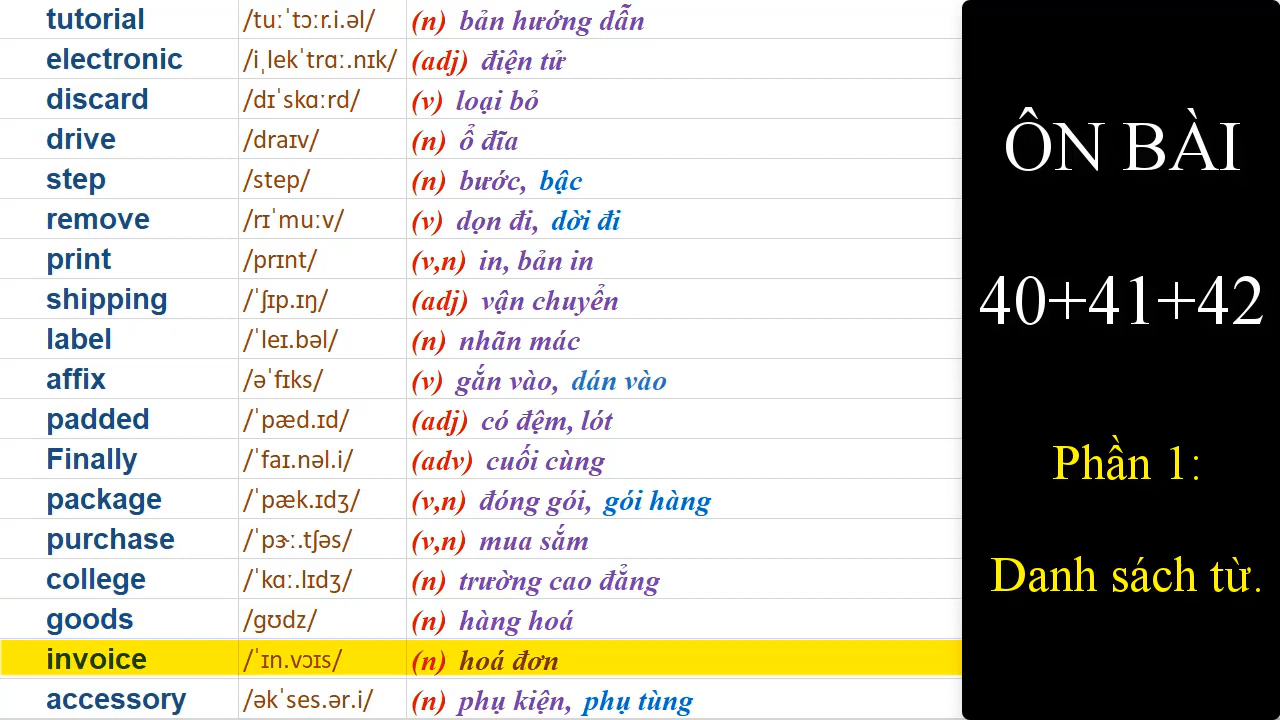 tutorial /tuːˈtɔːr.i.əl/ (n) bản hướng dẫn
electronic /iˌlekˈtrɑː.nɪk/ (adj) điện tử
discard /dɪˈskɑːrd/ (v) loại bỏ
drive /draɪv/ (n) ổ đĩa
step /step/ (n) bước, bậc
remove /rɪˈmuːv/ (v) dọn đi, dời đi
print /prɪnt/ (v,n) in, bản in
shipping /ˈʃɪp.ɪŋ/ (adj) vận chuyển
label /ˈleɪ.bəl/ (n) nhãn mác
affix /əˈfɪks/ (v) gắn vào, dán vào
padded /ˈpæd.ɪd/ (adj) có đệm, lót
Finally /ˈfaɪ.nəl.i/ (adv) cuối cùng
package /ˈpæk.ɪdʒ/ (v,n) đóng gói, gói hàng
purchase /ˈpɝː.tʃəs/ (v,n) mua sắm
college /ˈkɑː.lɪdʒ/ (n) trường cao đẳng
goods /ɡʊdz/ (n) hàng hoá
invoice /ˈɪn.vɔɪs/ (n) hoá đơn
accessory /əkˈses.ər.i/ (n) phụ kiện, phụ tùng
ÔN BÀI
40+41+42
Phần 1:
Danh sách từ.